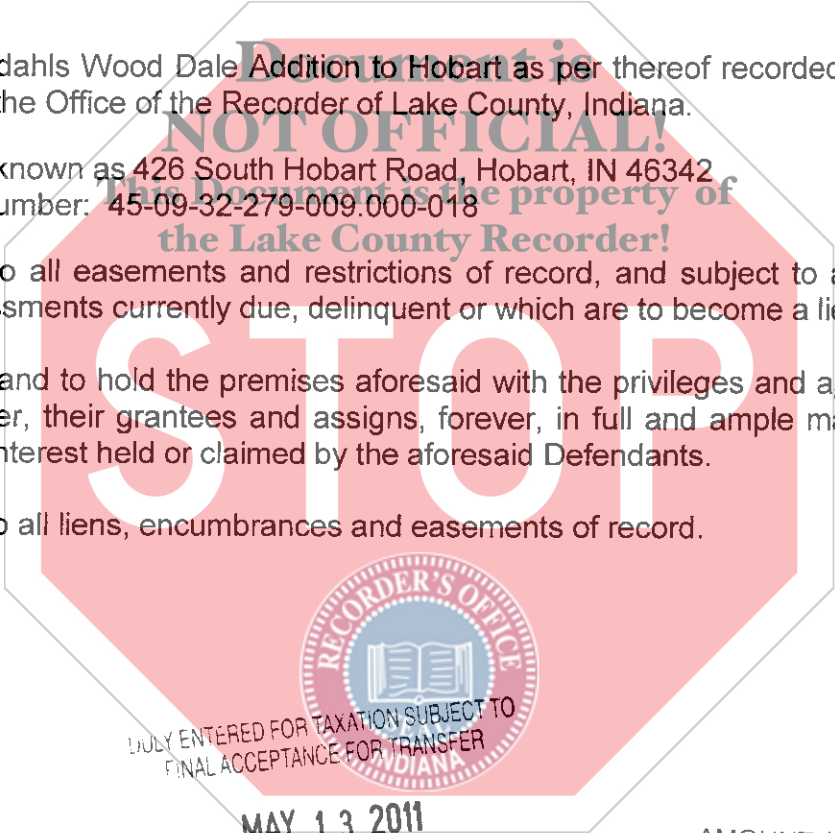 Document is
dahls Wood Dale Addition to Hobart as per thereof recorded
the Office of the Recorder of Lake County, Indiana.
NOT OFFICIAL!
known as 426 South Hobart Road, Hobart, IN 46342
This Document is the property of
umber: 45-09-32-279-009.000-018
the Lake County Recorder!
o all easements and restrictions of record, and subject to a
sments currently due, delinquent or which are to become a lie
STOP
and to hold the premises aforesaid with the privileges and a
er, their grantees and assigns, forever, in full and ample ma
nterest held or claimed by the aforesaid Defendants.
o all liens, encumbrances and easements of record.
RECORDER'S OFFICE
INDIANA
DULY ENTERED FOR TAXATION SUBJECT TO
FINAL ACCEPTANCE FOR TRANSFER
MAY 13 2011